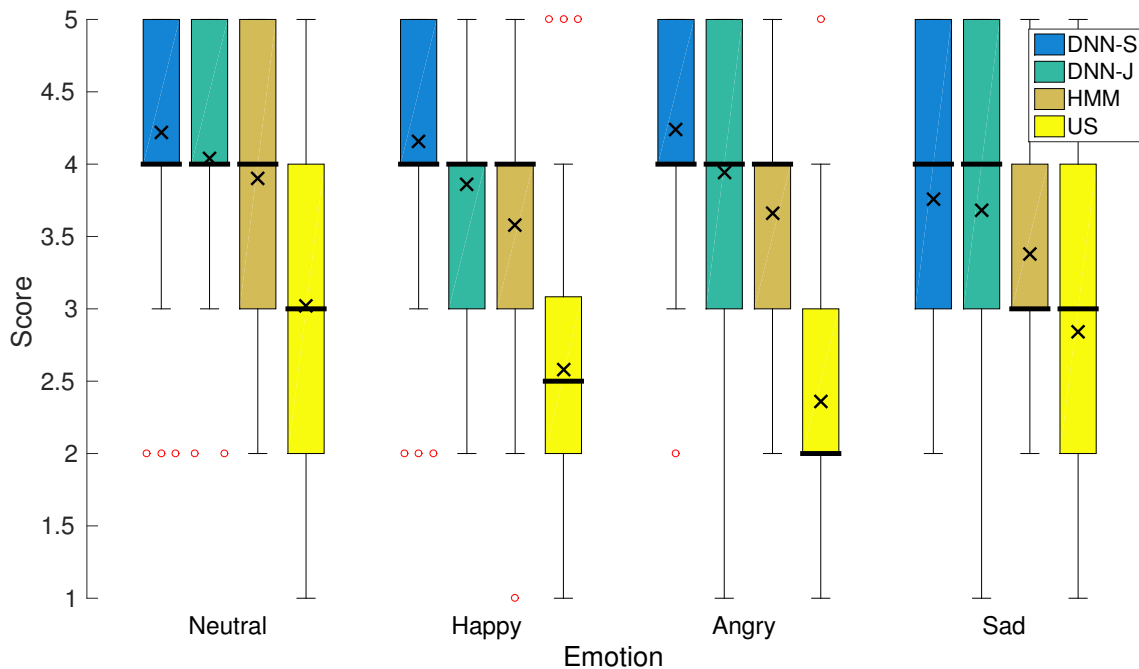 5
4.5
4
3.5
3
2.5
2
1.5
1
Score
DNN-S
DNN-J
HMM
US
Neutral
Happy
Angry
Sad
Emotion